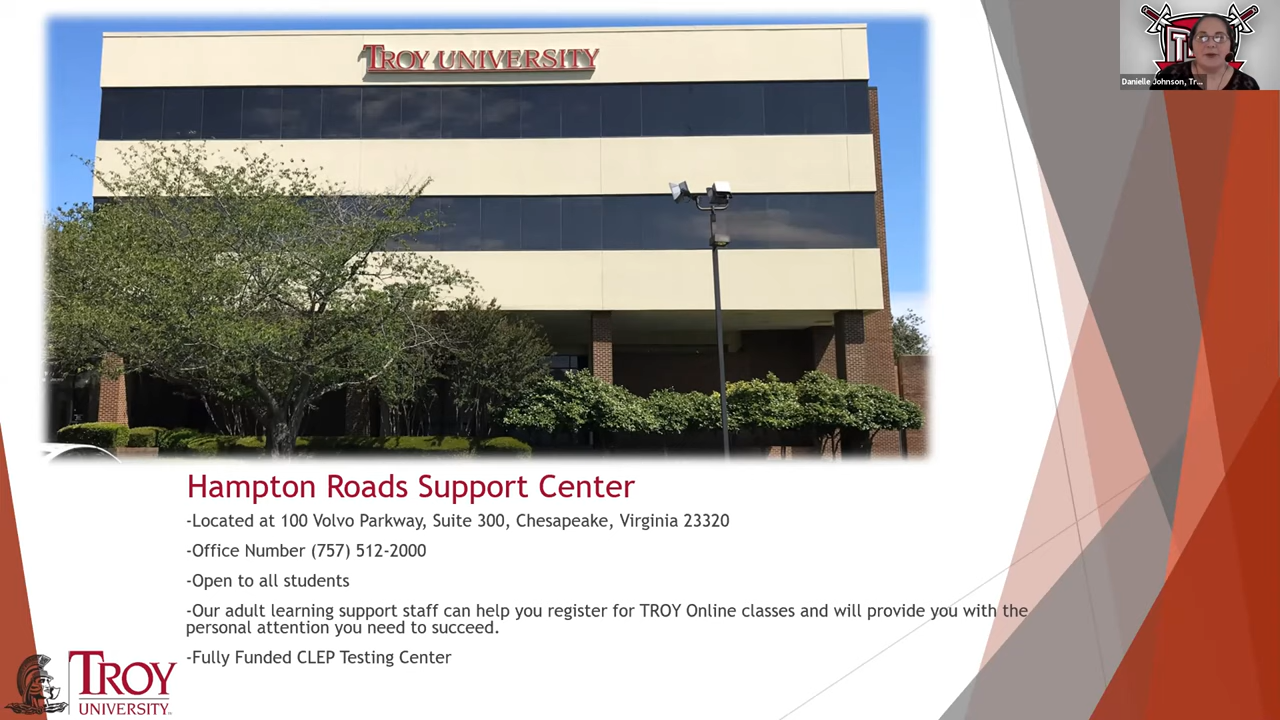 TROY UNIVERSITY
Danielle Johnson, Tr...
Hampton Roads Support Center
-Located at 100 Volvo Parkway, Suite 300, Chesapeake, Virginia 23320
-Office Number (757) 512-2000
-Open to all students
-Our adult learning support staff can help you register for TROY Online classes and will provide you with the
personal attention you need to succeed.
-Fully Funded CLEP Testing Center
TROY
UNIVERSITY